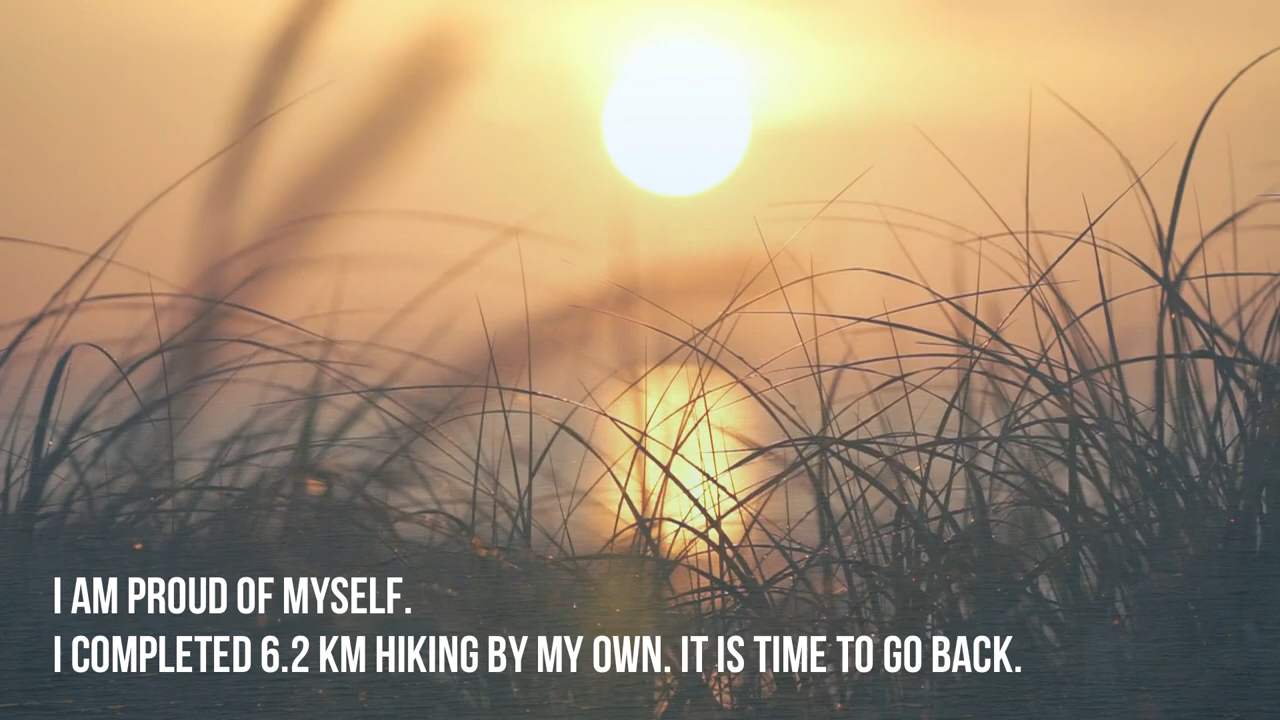 I AM PROUD OF MYSELF.
I COMPLETED 6.2 KM HIKING BY MY OWN. IT IS TIME TO GO BACK.